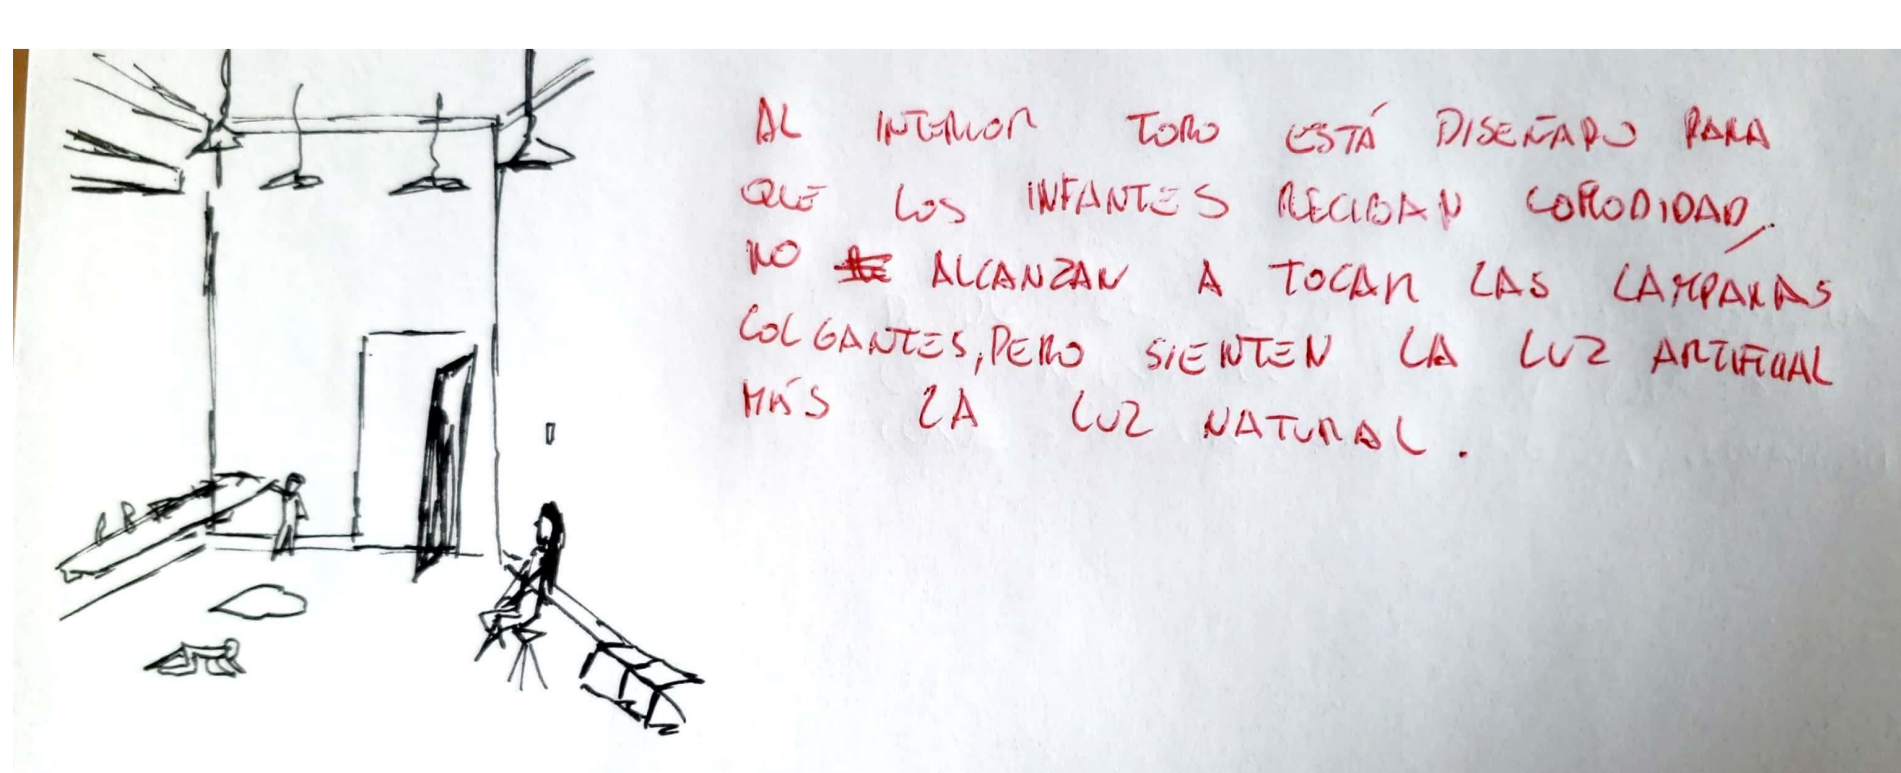 AL INTERIOR TODO ESTÁ DISEÑADO PARA
QUE LOS INFANTES RECIBAN COMODIDAD,
NO ALCANZAN A TOCAR LAS LÁMPARAS
COLGANTES, PERO SIENTEN LA LUZ ARTIFICIAL
MÁS LA LUZ NATURAL.